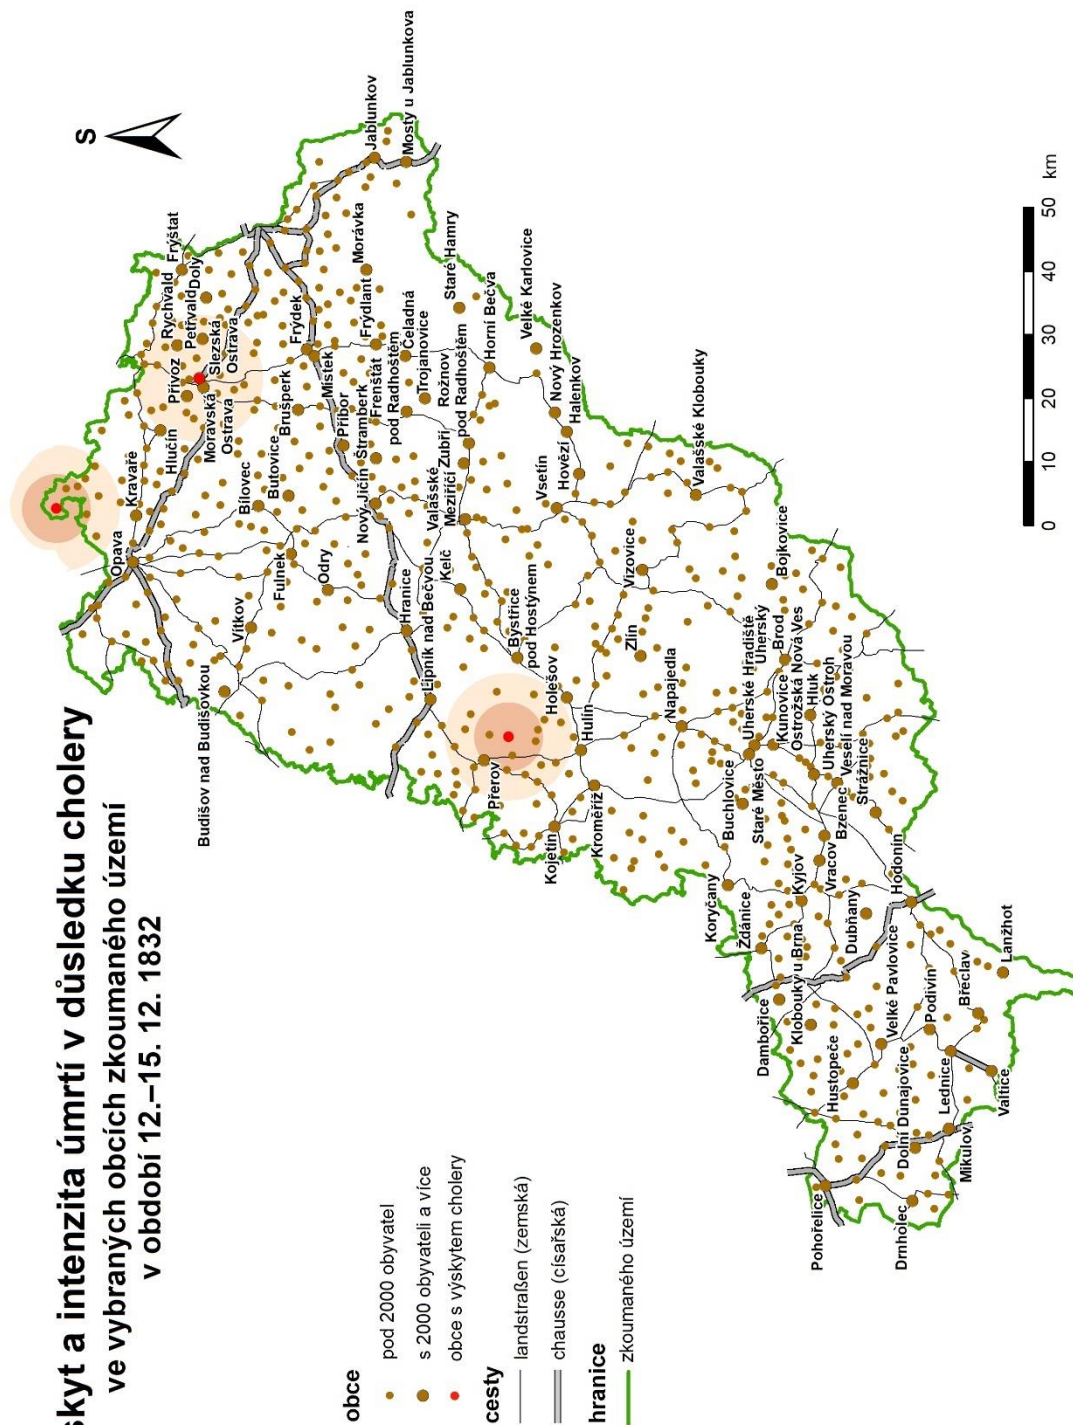 skyt a intenzita úmrtí v důsledku cholery
ve vybraných obcích zkoumaného území
v období 12.–15. 12. 1832
S
obce
pod 2000 obyvatel
s 2000 obyvateli a více
obce s výskytem cholery
cesty
landstraßen (zemská)
chausse (císařská)
hranice
zkoumaného území
0 10 20 30 40 50 km
Opava
Kravaře
Hlučín
Přívoz
Rychvald
Petřvald
Doly
Fryštat
Slezská
Ostrava
Moravská
Ostrava
Budišov nad Budišovkou
Vítkov
Bílovec
Butovice
Fulnek
Odry
Brušperk
Frýdek
Místek
Příbor
Štramberk
Nový Jičín
Frenštát
pod Radhoštěm
Frýdlant
Morávka
Jablunkov
Mosty u Jablunkova
Čeladná
Trojanovice
Staré Hamry
Hranice
Lipník nad Bečvou
Kelč
Valašské
Meziříčí
Zubří
Rožnov
pod Radhoštěm
Horní Bečva
Velké Karlovice
Nový Hrozenkov
Halenkov
Hovězí
Vsetín
Bystřice
pod Hostýnem
Holešov
Přerov
Hulín
Kojetín
Kroměříž
Vizovice
Zlín
Valašské Klobouky
Napajedla
Bojkovice
Uherské Hradiště
Uherský
Brod
Kunovice
Ostrožská Nová Ves
Hluk
Uherský Ostroh
Veselí nad Moravou
Strážnice
Buchlovice
Staré Město
Bzenec
Koryčany
Ždánice
Kyjov
Vracov
Dubňany
Hodonín
Dambořice
Klobouky u Brna
Velké Pavlovice
Hustopeče
Podivín
Břeclav
Lanžhot
Lednice
Valtice
Dolní Dunajovice
Mikulov
Pohořelice
Drnholec